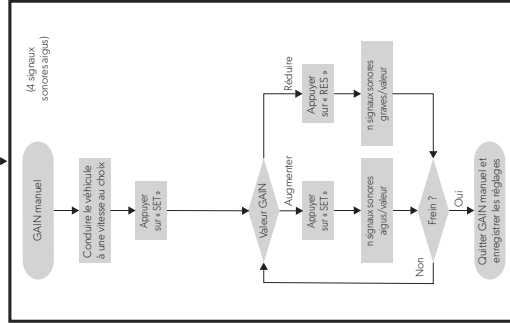 GAIN manuel
(4 signaux
sonores aigus)
Conduire le véhicule
à une vitesse au choix
Appuyer
sur « SET »
Valeur GAIN
Augmenter
Réduire
Appuyer
sur « SET »
Appuyer
sur « RES »
n signaux sonores
aigus/valeur
n signaux sonores
graves/valeur
Frein ?
Non
Oui
Quitter GAIN manuel et
enregistrer les réglages